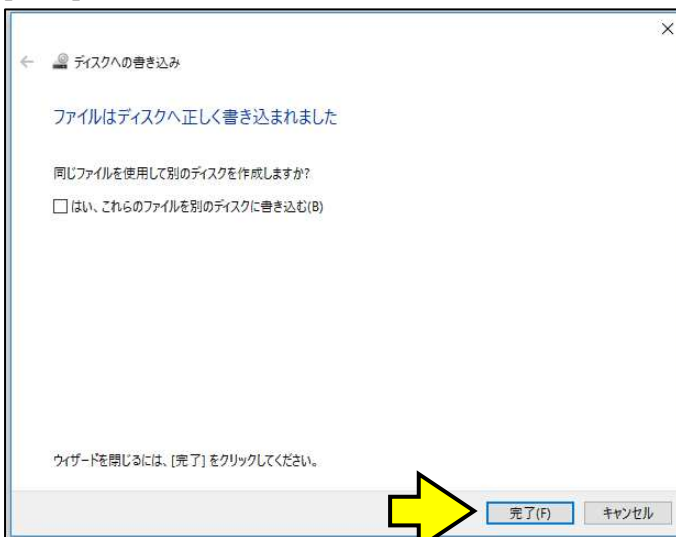 ディスクへの書き込み
ファイルはディスクへ正しく書き込まれました
同じファイルを使用して別のディスクを作成しますか?
はい、これらのファイルを別のディスクに書き込む(B)
ウィザードを閉じるには、[完了] をクリックしてください。
完了(F) キャンセル